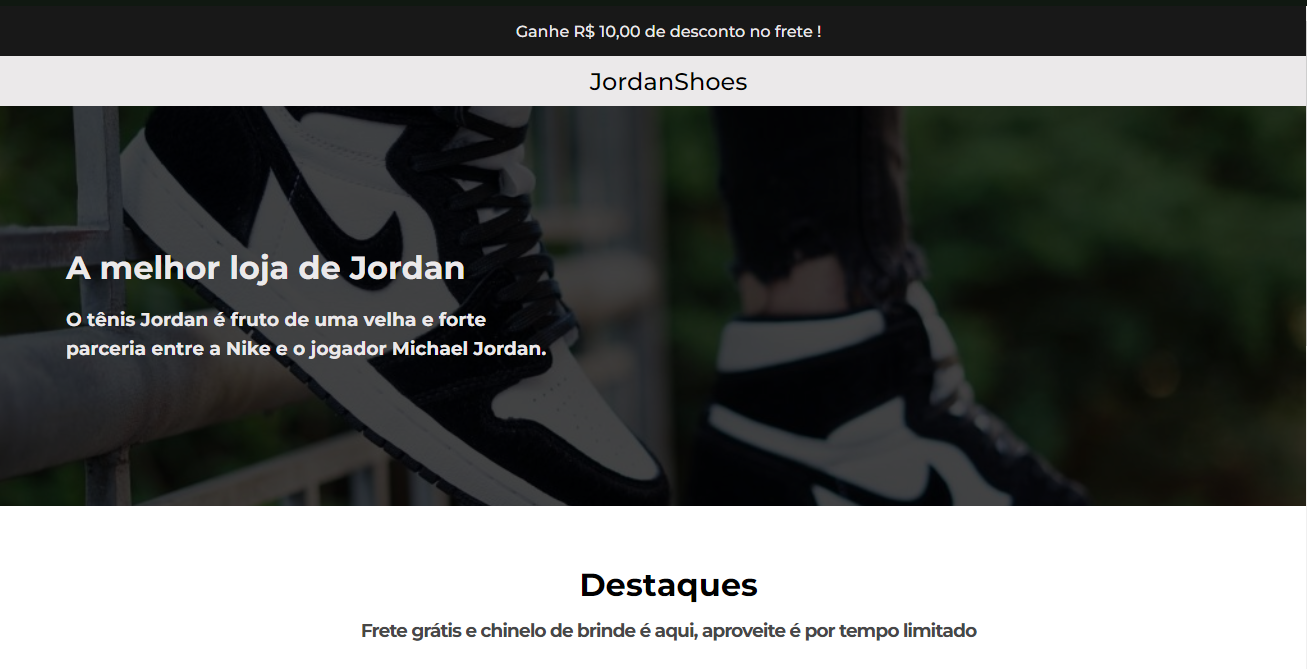 Ganhe R$ 10,00 de desconto no frete !
JordanShoes
A melhor loja de Jordan
O tênis Jordan é fruto de uma velha e forte
parceria entre a Nike e o jogador Michael Jordan.
Destaques
Frete grátis e chinelo de brinde é aqui, aproveite é por tempo limitado